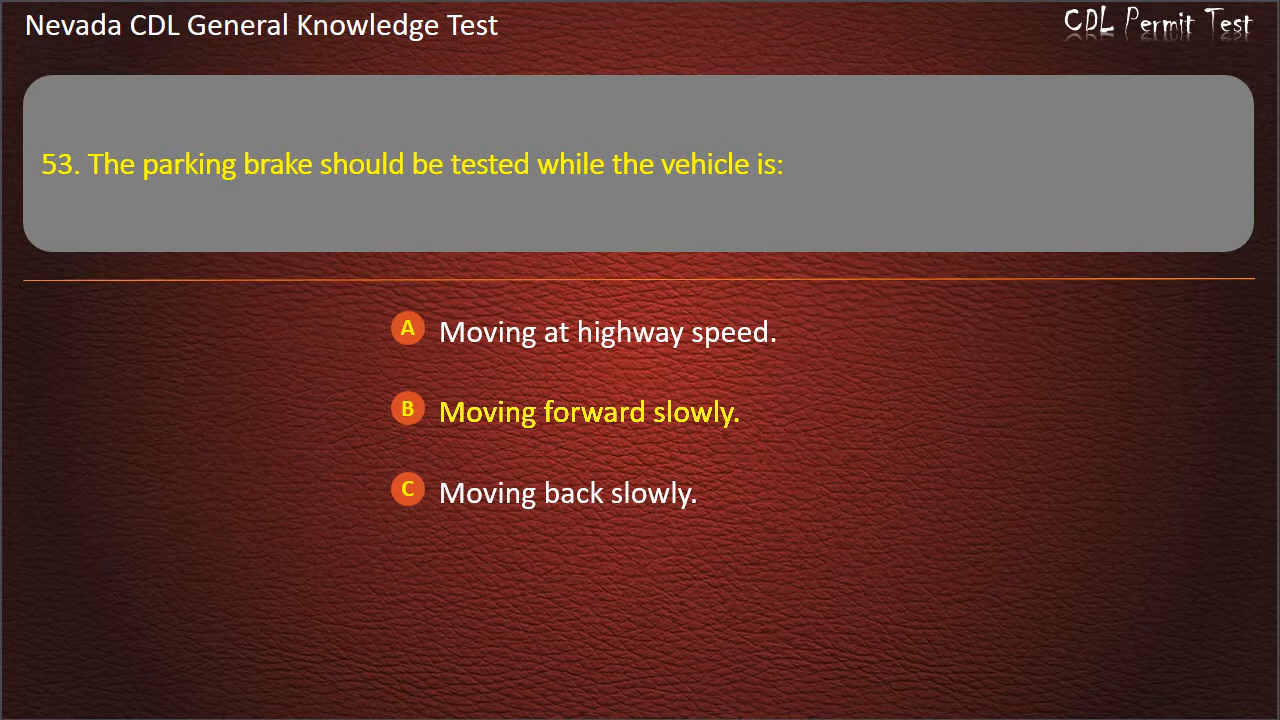 Nevada CDL General Knowledge Test
CDL Permit Test
53. The parking brake should be tested while the vehicle is:
A Moving at highway speed.
B Moving forward slowly.
C Moving back slowly.